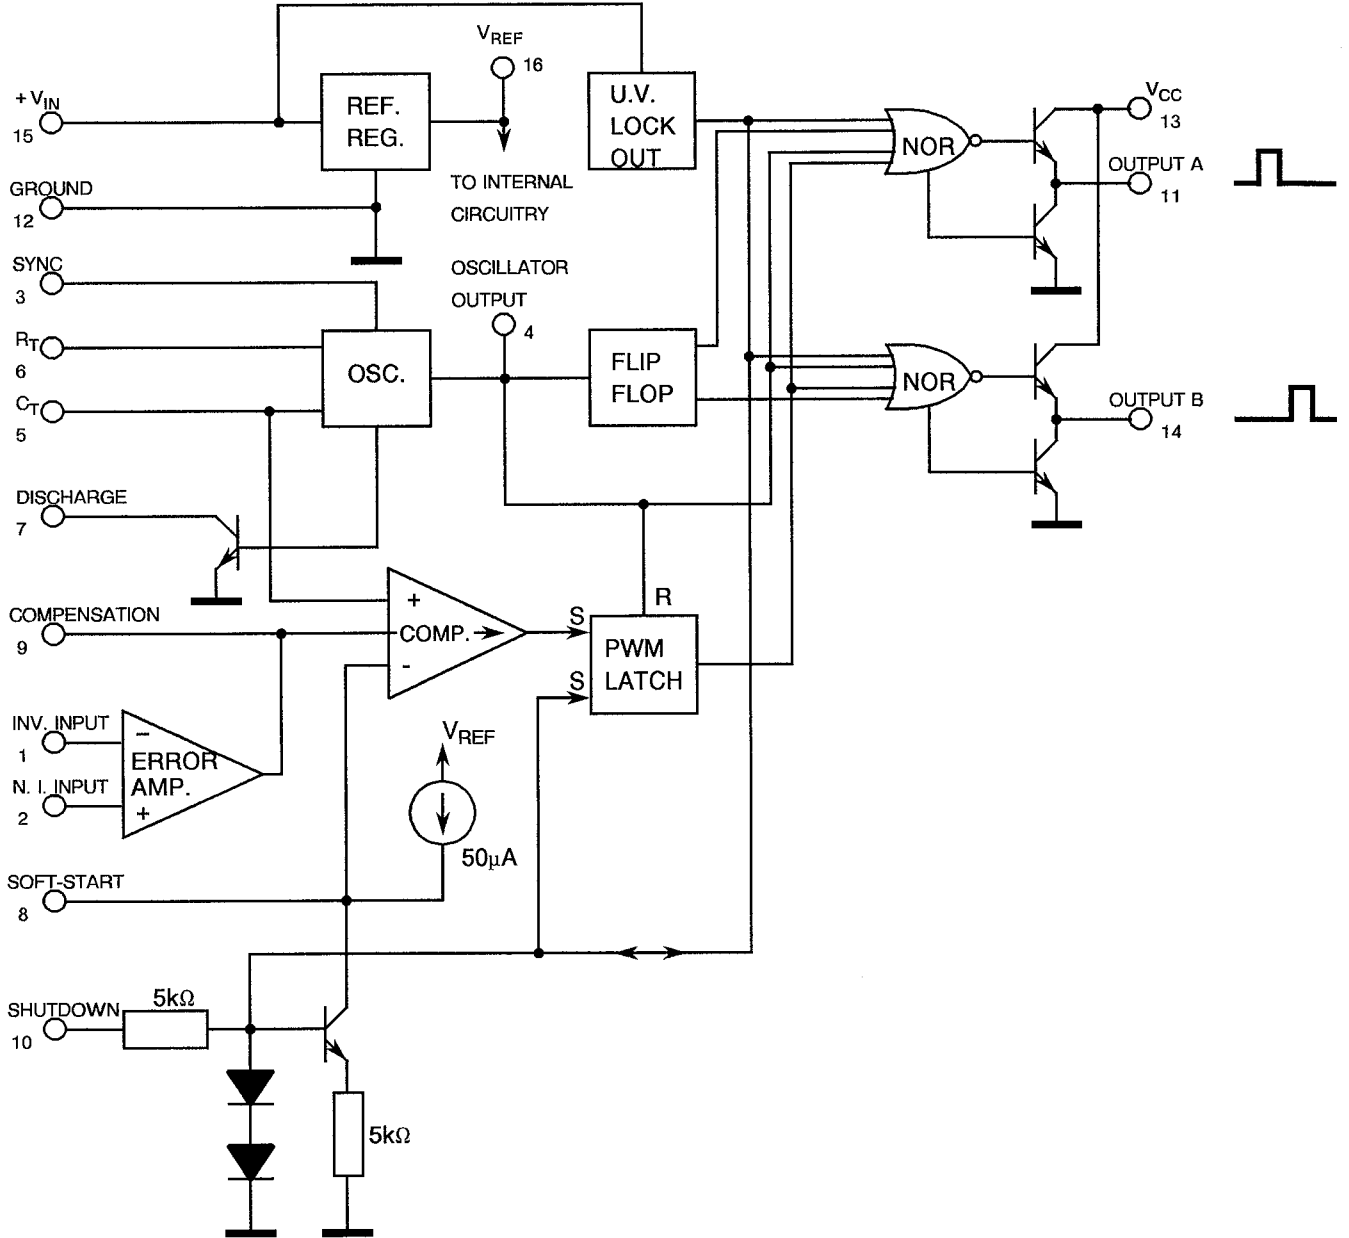 VREF
16
+ VIN
15
REF.
REG.
U.V.
LOCK
OUT
NOR
VCC
13
OUTPUT A
11
GROUND
12
TO INTERNAL
CIRCUITRY
SYNC
3
OSCILLATOR
OUTPUT
4
RT
6
OSC.
CT
5
FLIP
FLOP
NOR
OUTPUT B
14
DISCHARGE
7
COMPENSATION
9
+
COMP.
-
S
R
PWM
LATCH
S
INV. INPUT
1
−
ERROR
AMP.
+
N. I. INPUT
2
VREF
50µA
SOFT-START
8
SHUTDOWN
10
5kΩ
5kΩ